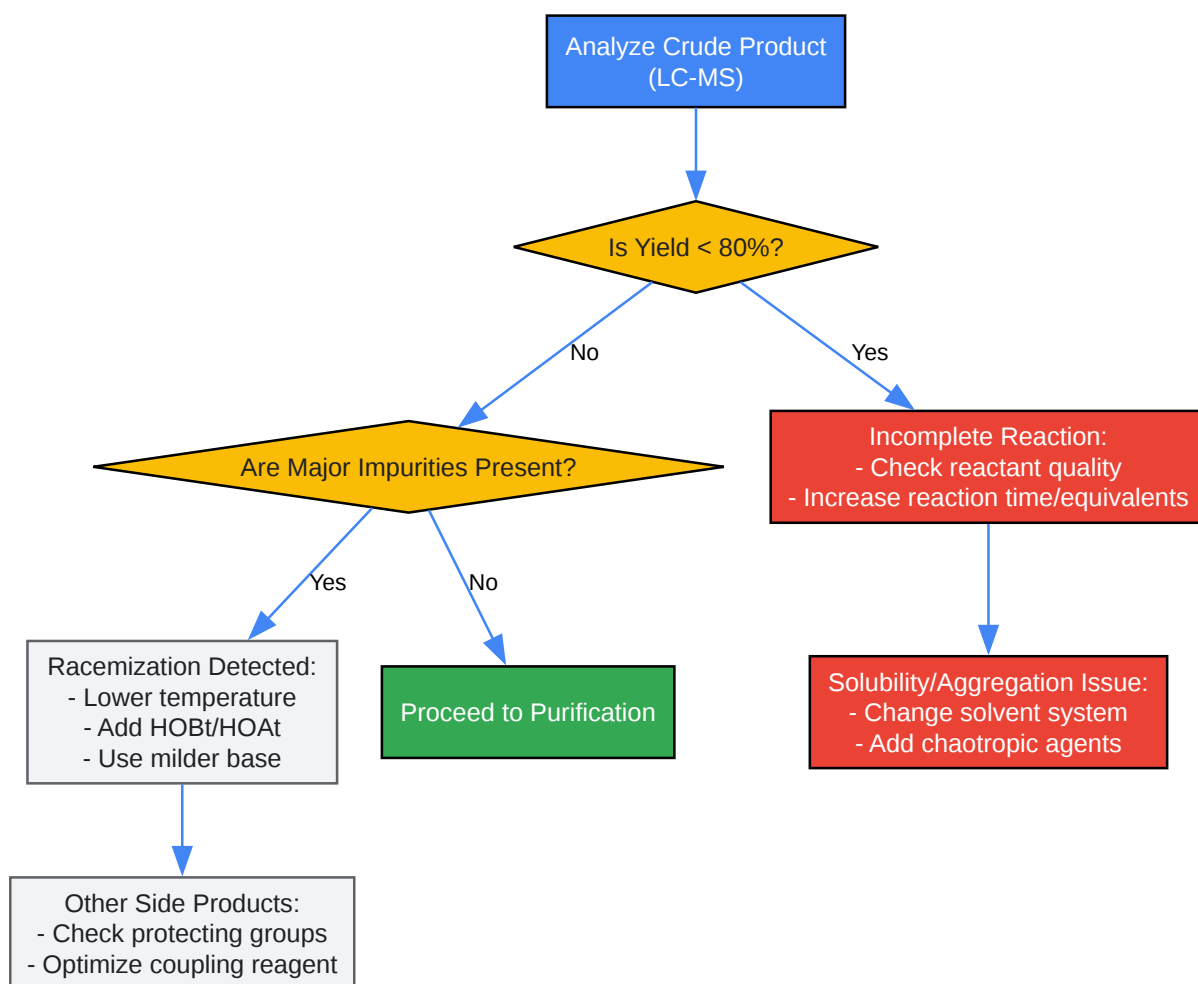 Analyze Crude Product
(LC-MS)
Is Yield < 80%?
No
Yes
Are Major Impurities Present?
Incomplete Reaction:
- Check reactant quality
- Increase reaction time/equivalents
Yes
No
Racemization Detected:
- Lower temperature
- Add HOBt/HOAt
- Use milder base
Proceed to Purification
Solubility/Aggregation Issue:
- Change solvent system
- Add chaotropic agents
Other Side Products:
- Check protecting groups
- Optimize coupling reagent